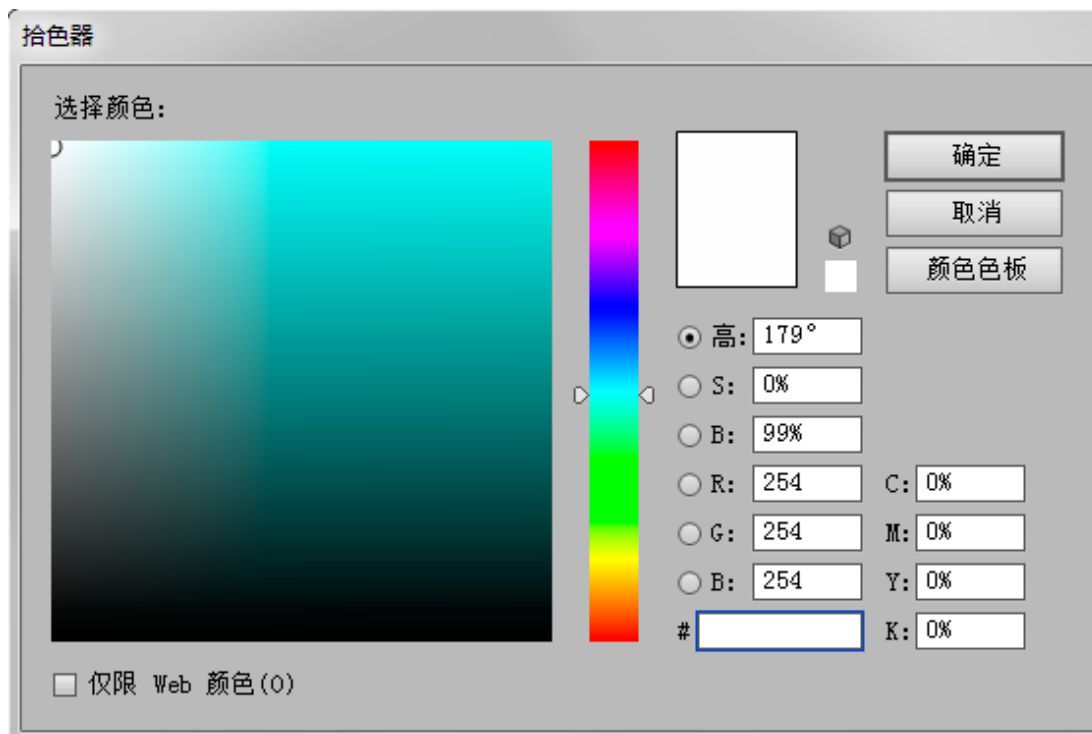 拾色器
选择颜色:
确定
取消
颜色色板
高: 179°
S: 0%
B: 99%
R: 254
C: 0%
G: 254
M: 0%
B: 254
Y: 0%
#
K: 0%
仅限 Web 颜色(O)